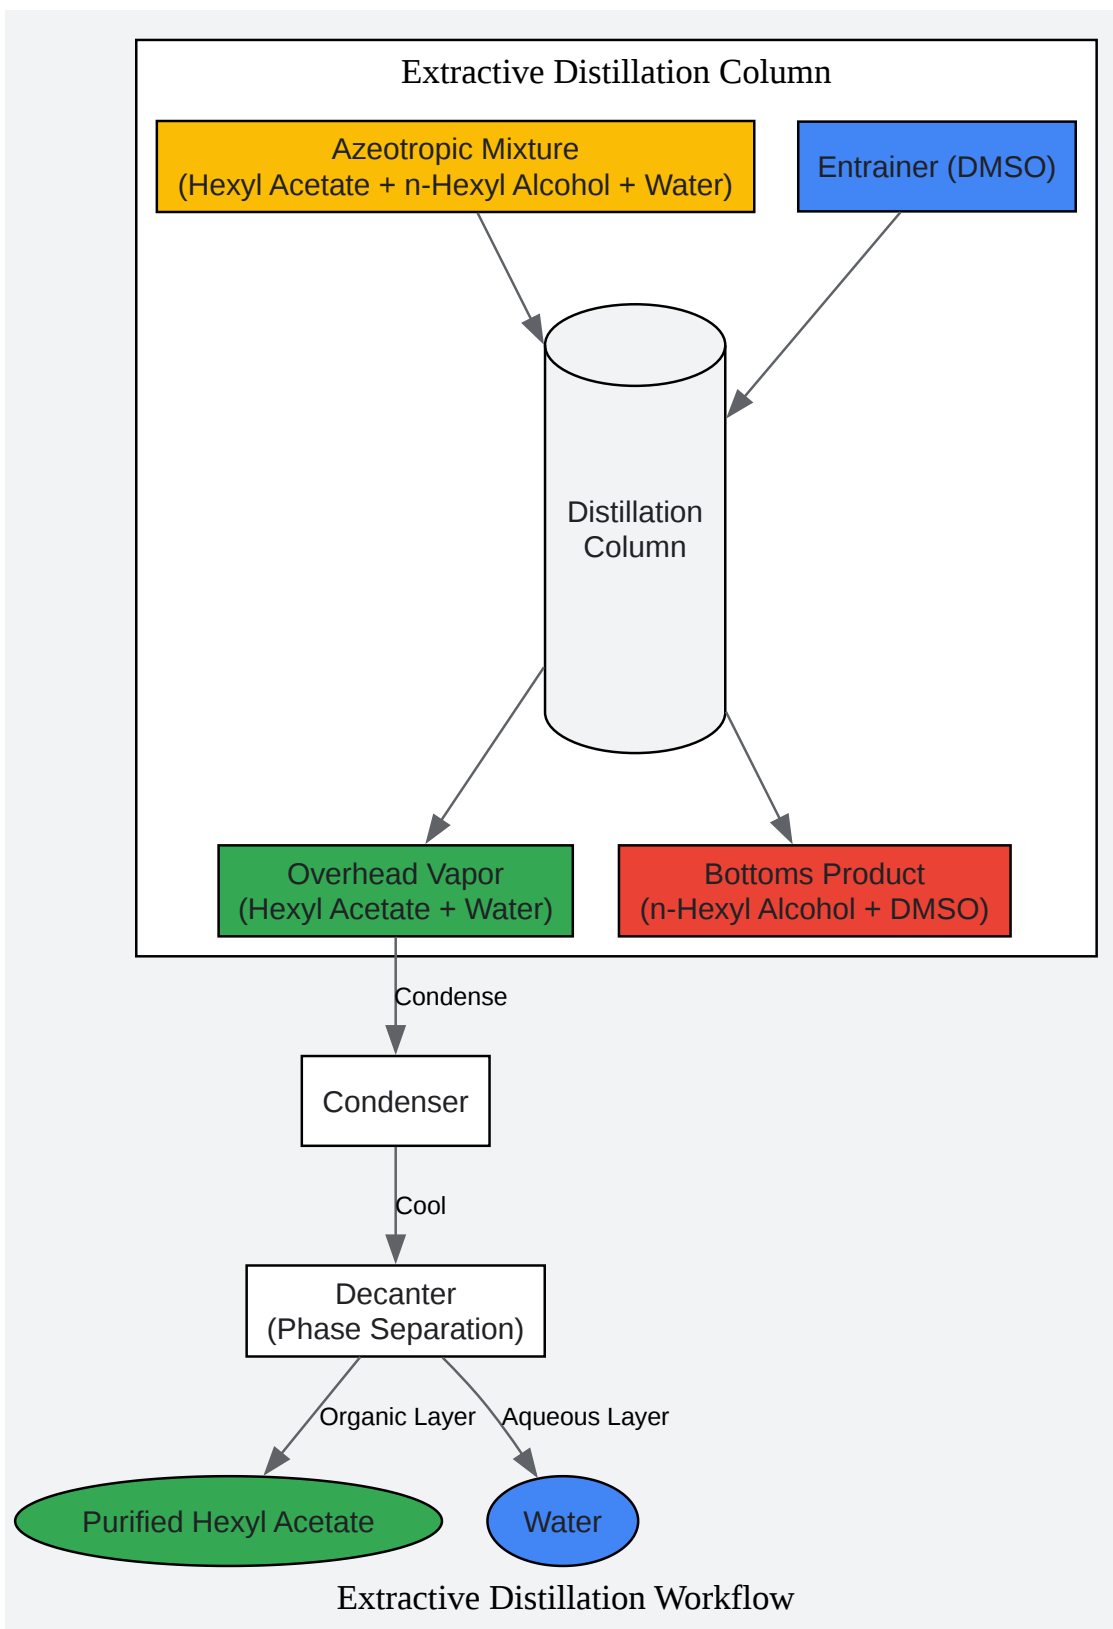 Extractive Distillation Column
Azeotropic Mixture
(Hexyl Acetate + n-Hexyl Alcohol + Water)
Entrainer (DMSO)
Distillation
Column
Overhead Vapor
(Hexyl Acetate + Water)
Bottoms Product
(n-Hexyl Alcohol + DMSO)
Condense
Condenser
Cool
Decanter
(Phase Separation)
Organic Layer
Aqueous Layer
Purified Hexyl Acetate
Water
Extractive Distillation Workflow